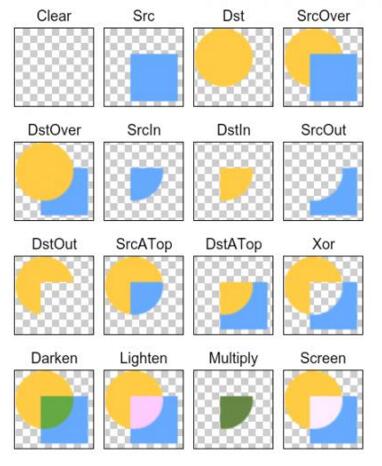 Clear Src Dst SrcOver
DstOver SrcIn DstIn SrcOut
DstOut SrcATop DstATop Xor
Darken Lighten Multiply Screen